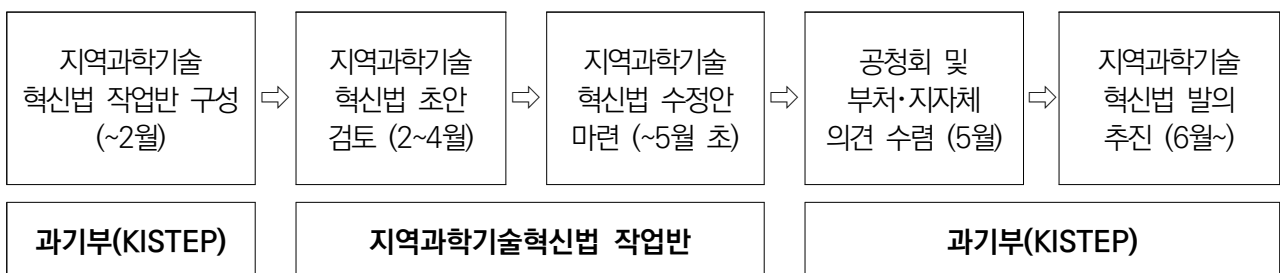 지역과학기술
혁신법 작업반 구성
(~2월)
⇨
지역과학기술
혁신법 초안
검토 (2~4월)
⇨
지역과학기술
혁신법 수정안
마련 (~5월 초)
⇨
공청회 및
부처·지자체
의견 수렴 (5월)
⇨
지역과학기술
혁신법 발의
추진 (6월~)
과기부(KISTEP)
지역과학기술혁신법 작업반
과기부(KISTEP)